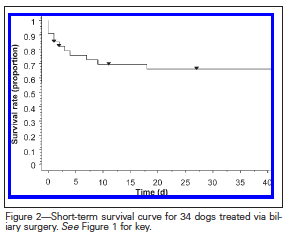 Survival rate (proportion)
1
0.9
0.8
0.7
0.6
0.5
0.4
0.3
0.2
0.1
0
0 5 10 15 20 25 30 35 40
Time (d)
Figure 2—Short-term survival curve for 34 dogs treated via bil-
iary surgery. See Figure 1 for key.